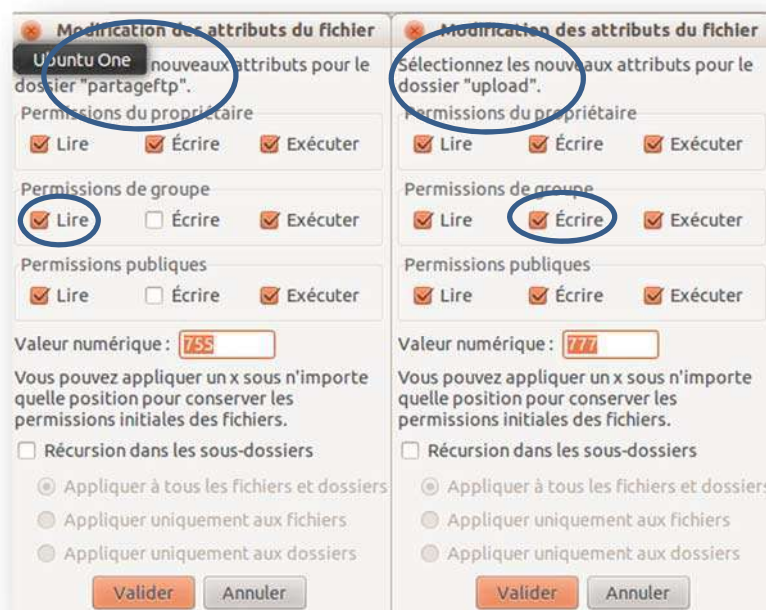 Modification des attributs du fichier
Ubuntu One
nouveaux attributs pour le
dossier "partageftp".
Permissions du propriétaire
Lire Écrire Exécuter
Permissions de groupe
Lire Écrire Exécuter
Permissions publiques
Lire Écrire Exécuter
Valeur numérique : 755
Vous pouvez appliquer un x sous n'importe
quelle position pour conserver les
permissions initiales des fichiers.
Récursion dans les sous-dossiers
Appliquer à tous les fichiers et dossiers
Appliquer uniquement aux fichiers
Appliquer uniquement aux dossiers
Valider Annuler
Modification des attributs du fichier
Sélectionnez les nouveaux attributs pour le
dossier "upload".
Permissions du propriétaire
Lire Écrire Exécuter
Permissions de groupe
Lire Écrire Exécuter
Permissions publiques
Lire Écrire Exécuter
Valeur numérique : 777
Vous pouvez appliquer un x sous n'importe
quelle position pour conserver les
permissions initiales des fichiers.
Récursion dans les sous-dossiers
Appliquer à tous les fichiers et dossiers
Appliquer uniquement aux fichiers
Appliquer uniquement aux dossiers
Valider Annuler